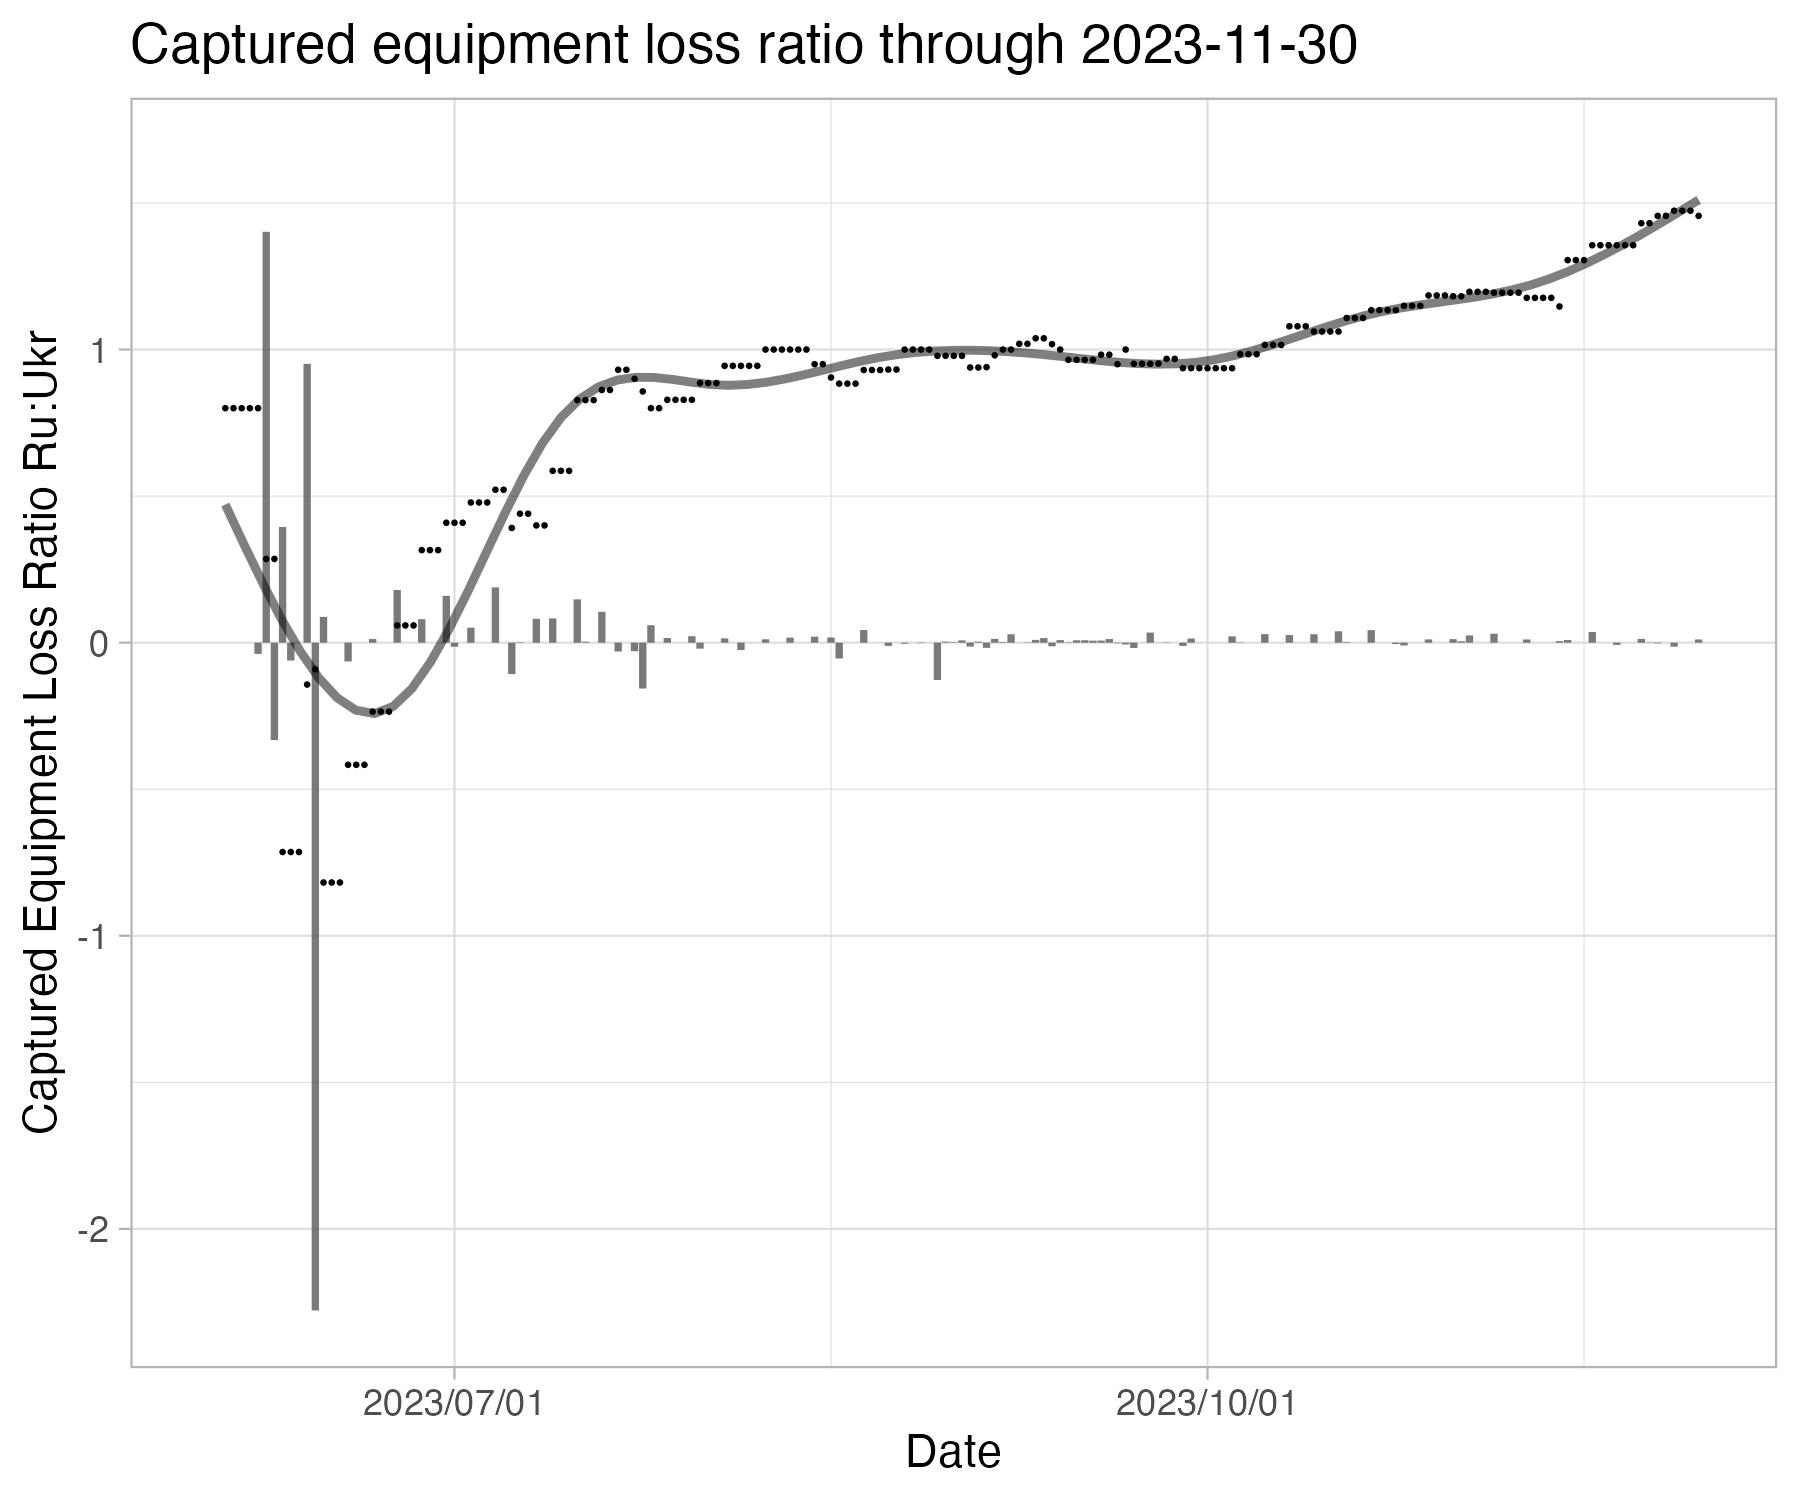 Captured equipment loss ratio through 2023-11-30
Captured Equipment Loss Ratio Ru:Ukr
1
0
-1
-2
2023/07/01
2023/10/01
Date